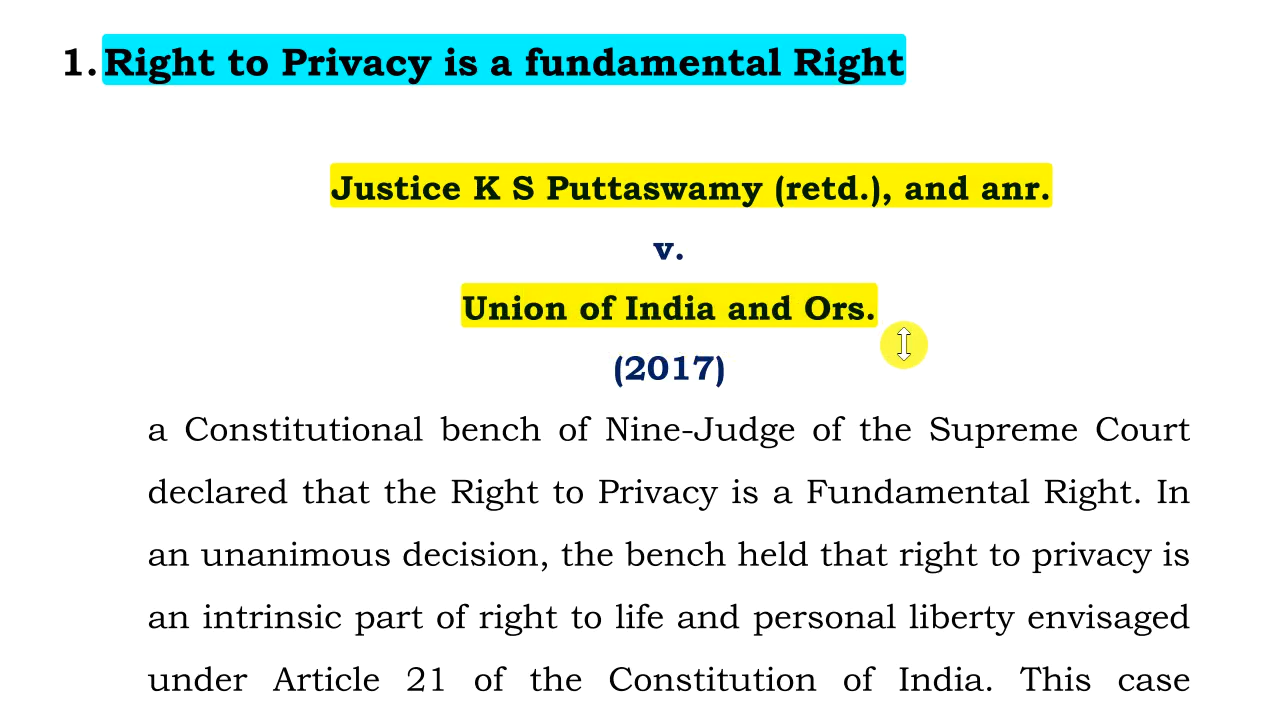 1. Right to Privacy is a fundamental Right
Justice K S Puttaswamy (retd.), and anr.
v.
Union of India and Ors.
(2017)
a Constitutional bench of Nine-Judge of the Supreme Court
declared that the Right to Privacy is a Fundamental Right. In
an unanimous decision, the bench held that right to privacy is
an intrinsic part of right to life and personal liberty envisaged
under Article 21 of the Constitution of India. This case